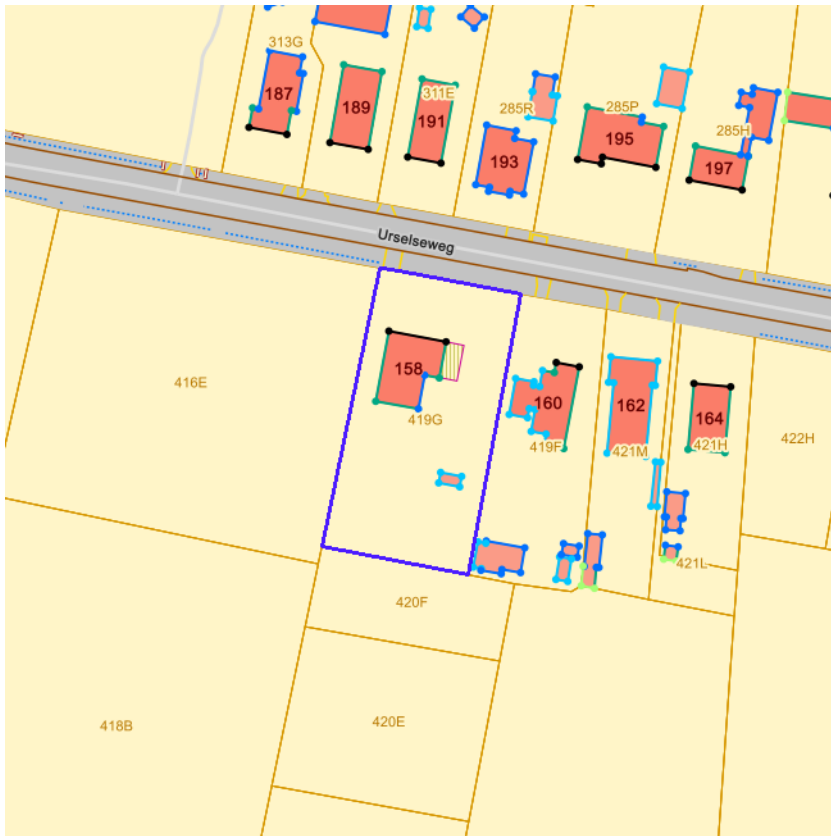 313G
187
189
311E
191
285R
193
285P
195
285H
197
Urselseweg
416E
158
419G
160
419F
162
421M
164
421H
422H
421L
420F
418B
420E